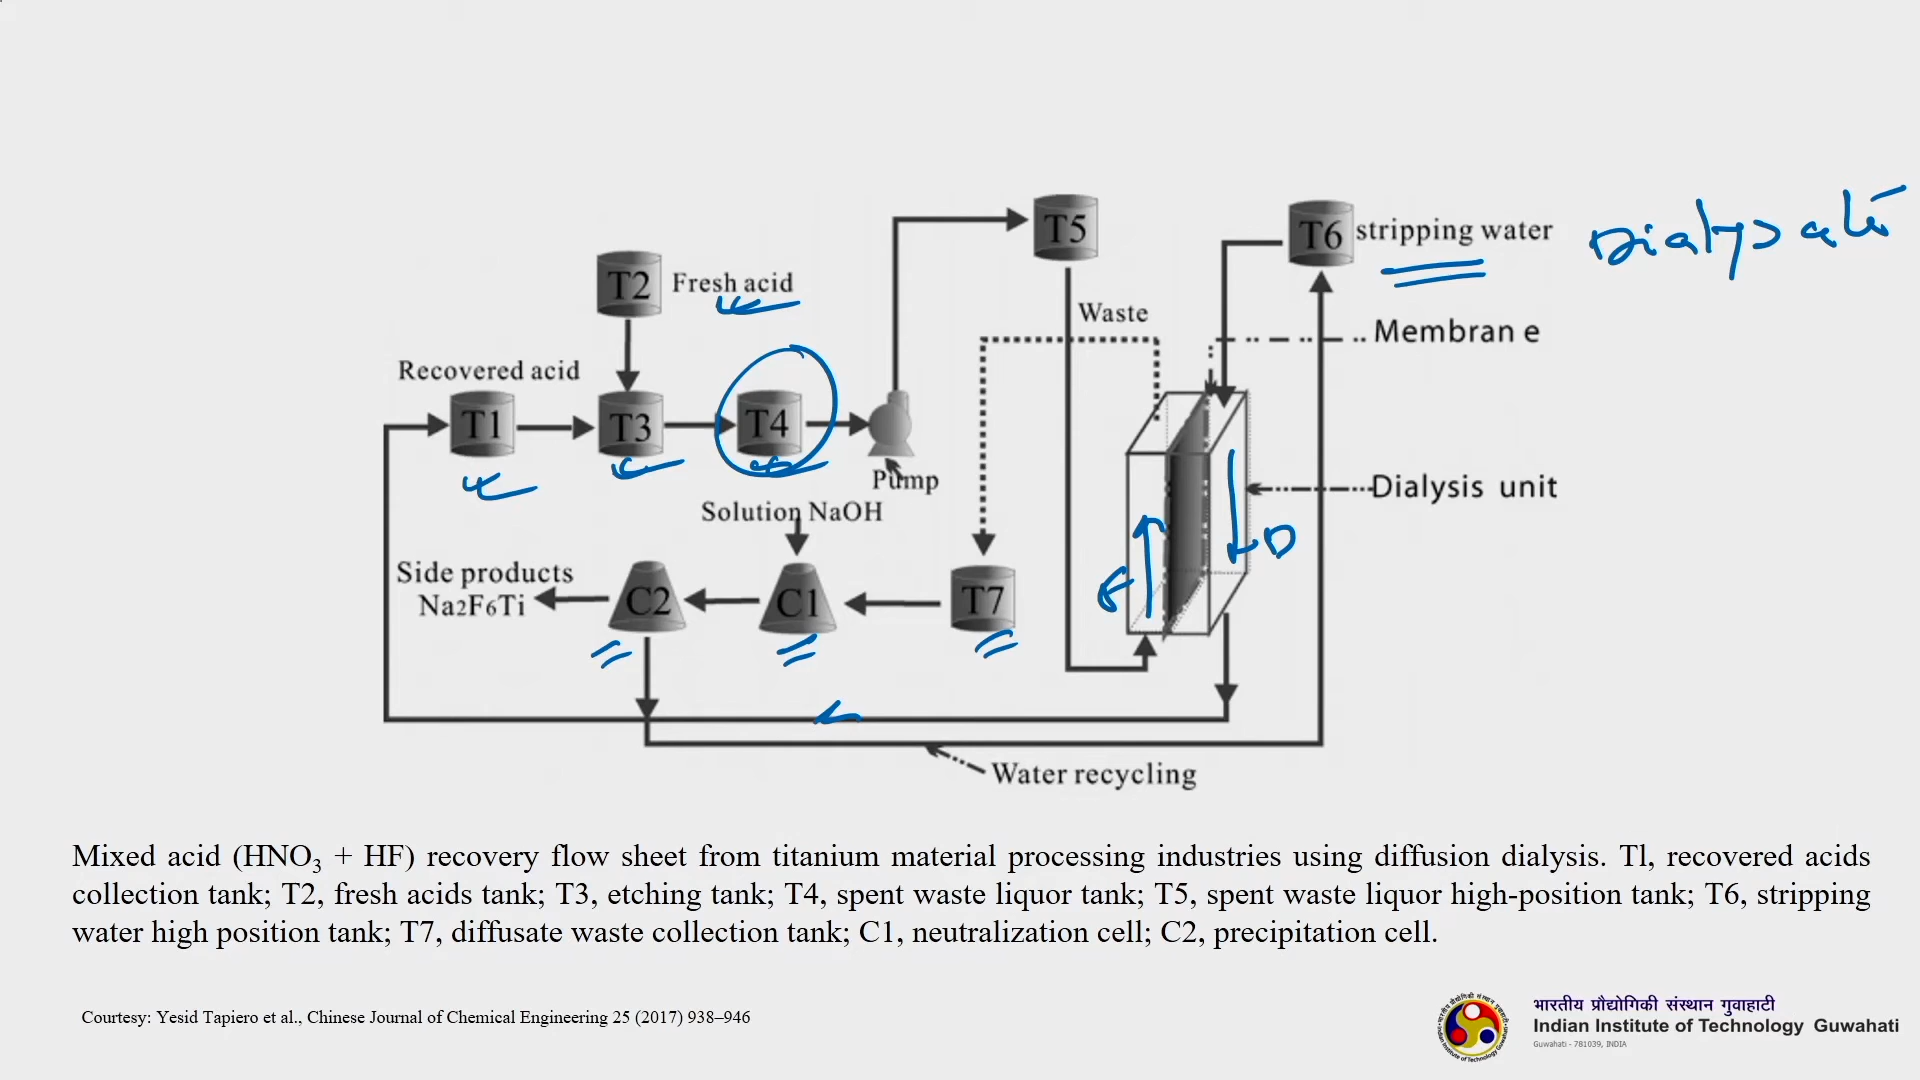 T5
T6 stripping water
Dialysate
T2 Fresh acid
Waste
Membran e
Recovered acid
T1
T3
T4
Pump
Dialysis unit
Solution NaOH
D
Side products
Na2F6Ti
C2
C1
T7
F
Water recycling
Mixed acid (HNO₃ + HF) recovery flow sheet from titanium material processing industries using diffusion dialysis. Tl, recovered acids
collection tank; T2, fresh acids tank; T3, etching tank; T4, spent waste liquor tank; T5, spent waste liquor high-position tank; T6, stripping
water high position tank; T7, diffusate waste collection tank; C1, neutralization cell; C2, precipitation cell.
Courtesy: Yesid Tapiero et al., Chinese Journal of Chemical Engineering 25 (2017) 938–946
भारतीय प्रौद्योगिकी संस्थान गुवाहाटी
Indian Institute of Technology Guwahati
Guwahati - 781039, INDIA